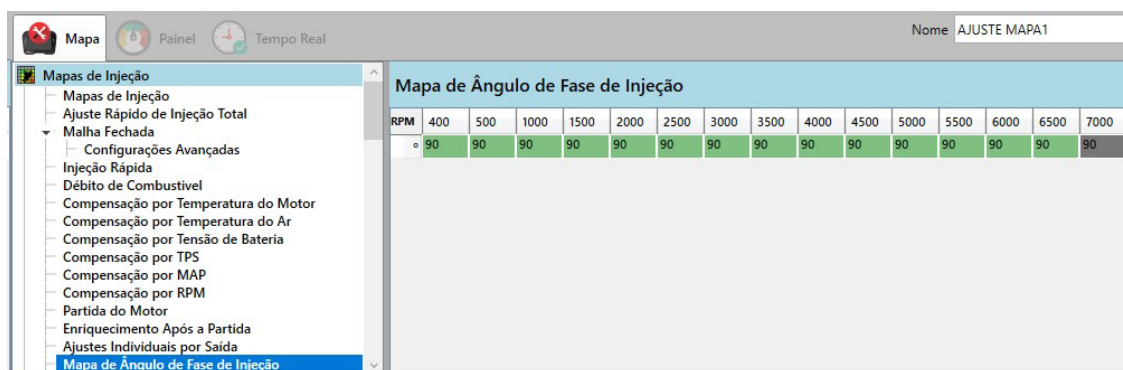 Mapa Painel Tempo Real Nome AJUSTE MAPA1
Mapas de Injeção
Mapas de Injeção
Ajuste Rápido de Injeção Total
Malha Fechada
Configurações Avançadas
Injeção Rápida
Débito de Combustivel
Compensação por Temperatura do Motor
Compensação por Temperatura do Ar
Compensação por Tensão de Bateria
Compensação por TPS
Compensação por MAP
Compensação por RPM
Partida do Motor
Enriquecimento Após a Partida
Ajustes Individuais por Saída
Mapa de Ângulo de Fase de Injeção
Mapa de Ângulo de Fase de Injeção
RPM 400 500 1000 1500 2000 2500 3000 3500 4000 4500 5000 5500 6000 6500 7000
° 90 90 90 90 90 90 90 90 90 90 90 90 90 90 90